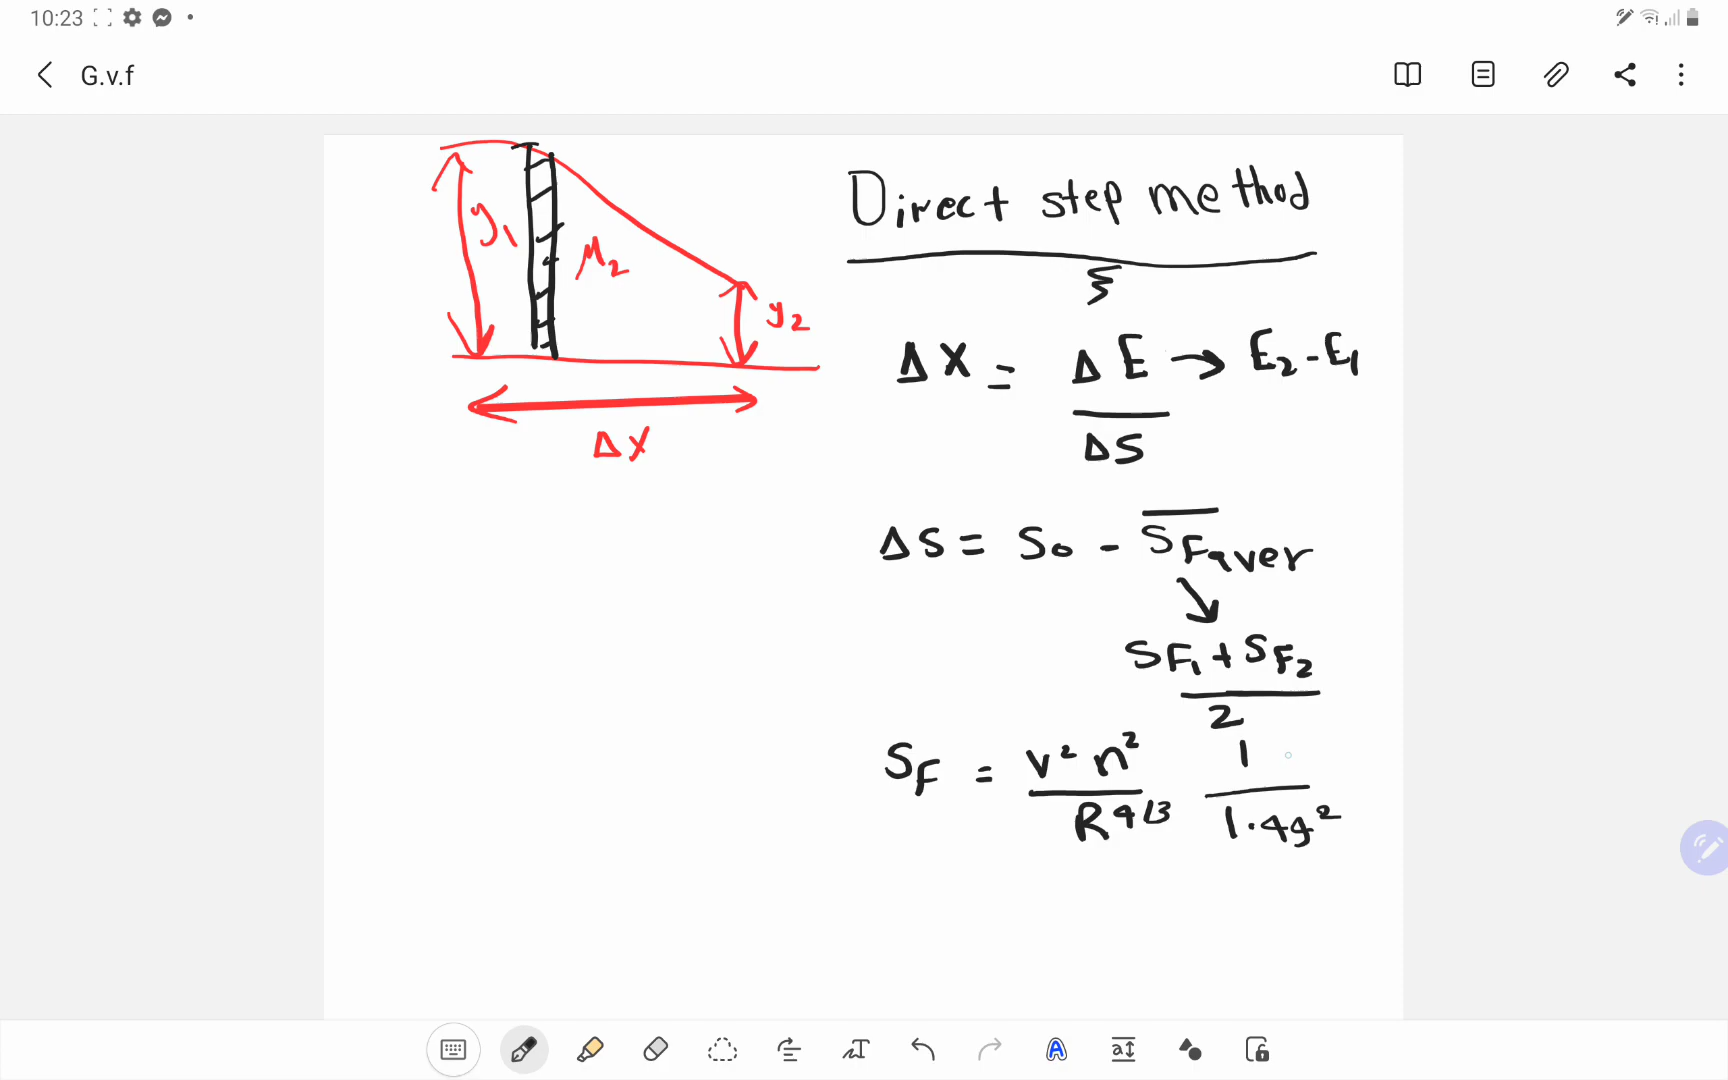 10:23
G.v.f
Direct step method
y1
M2
y2
ΔX
ΔX = ΔE → E2 - E1
ΔS
ΔS = So - SFaver
SF1 + SF2
2
SF = v² n² 1
R4/3 1.49²